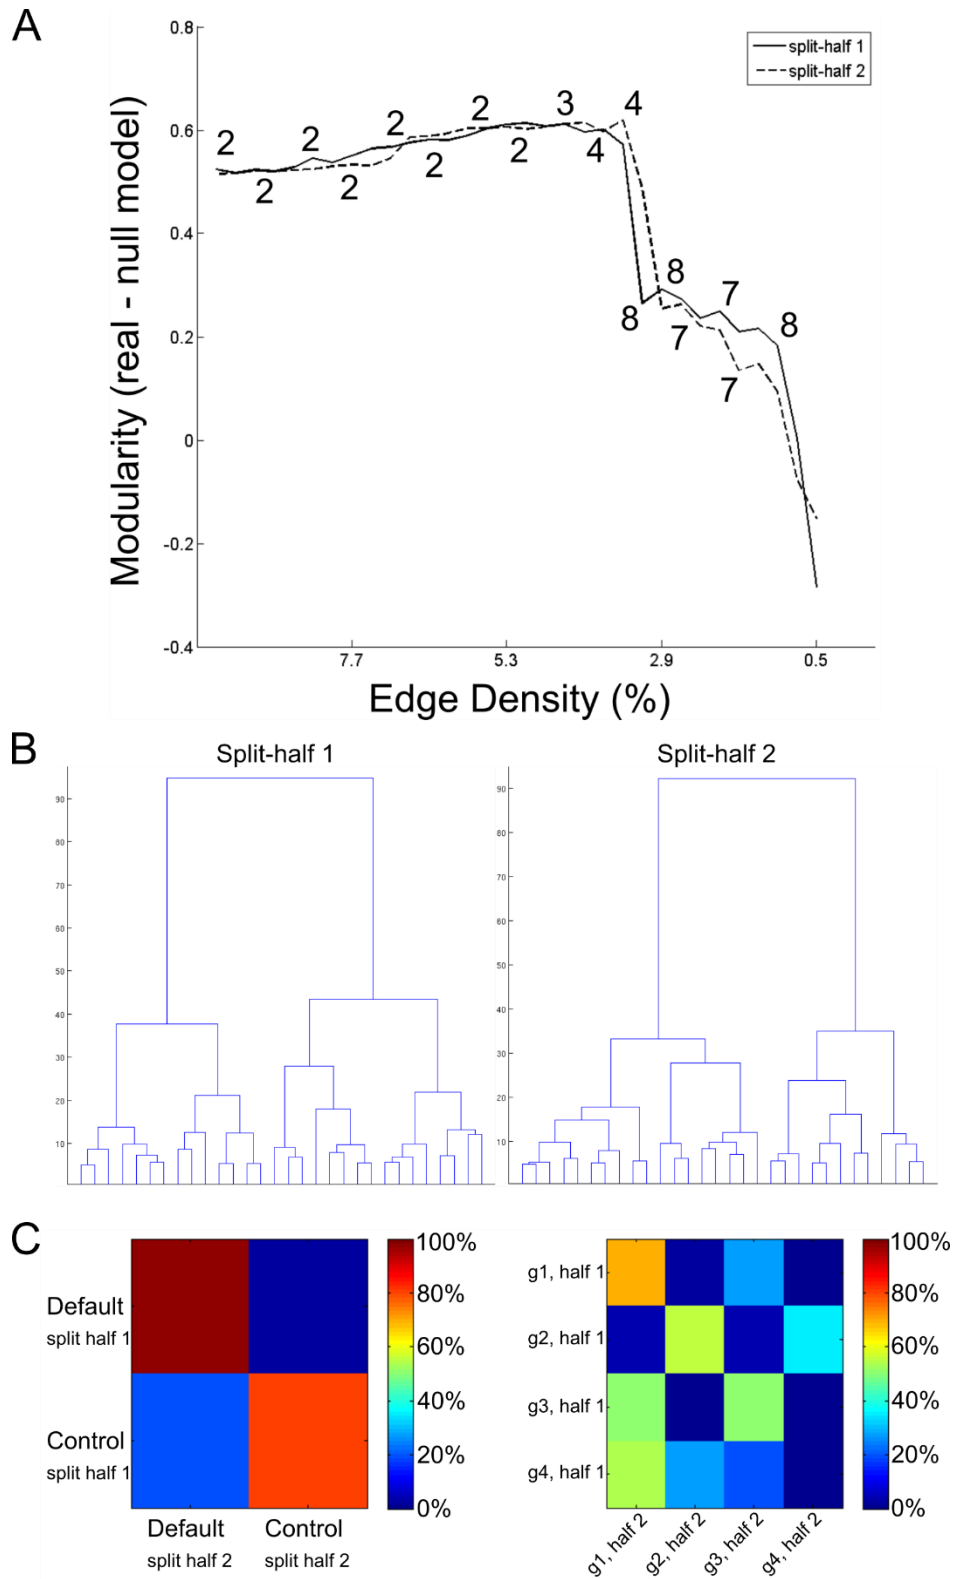 A
0.8
split-half 1
split-half 2
0.6
2 2 2 2 3 4
2 2 2 2 4
0.4
Modularity (real - null model)
0.2
8 7 8
8 7 7
0
-0.2
-0.4
7.7 5.3 2.9 0.5
Edge Density (%)
B
Split-half 1
Split-half 2
90
80
70
60
50
40
30
20
10
90
80
70
60
50
40
30
20
10
C
Default
split half 1
Control
split half 1
Default
split half 2
Control
split half 2
100%
80%
60%
40%
20%
0%
g1, half 1
g2, half 1
g3, half 1
g4, half 1
g1, half 2
g2, half 2
g3, half 2
g4, half 2
100%
80%
60%
40%
20%
0%